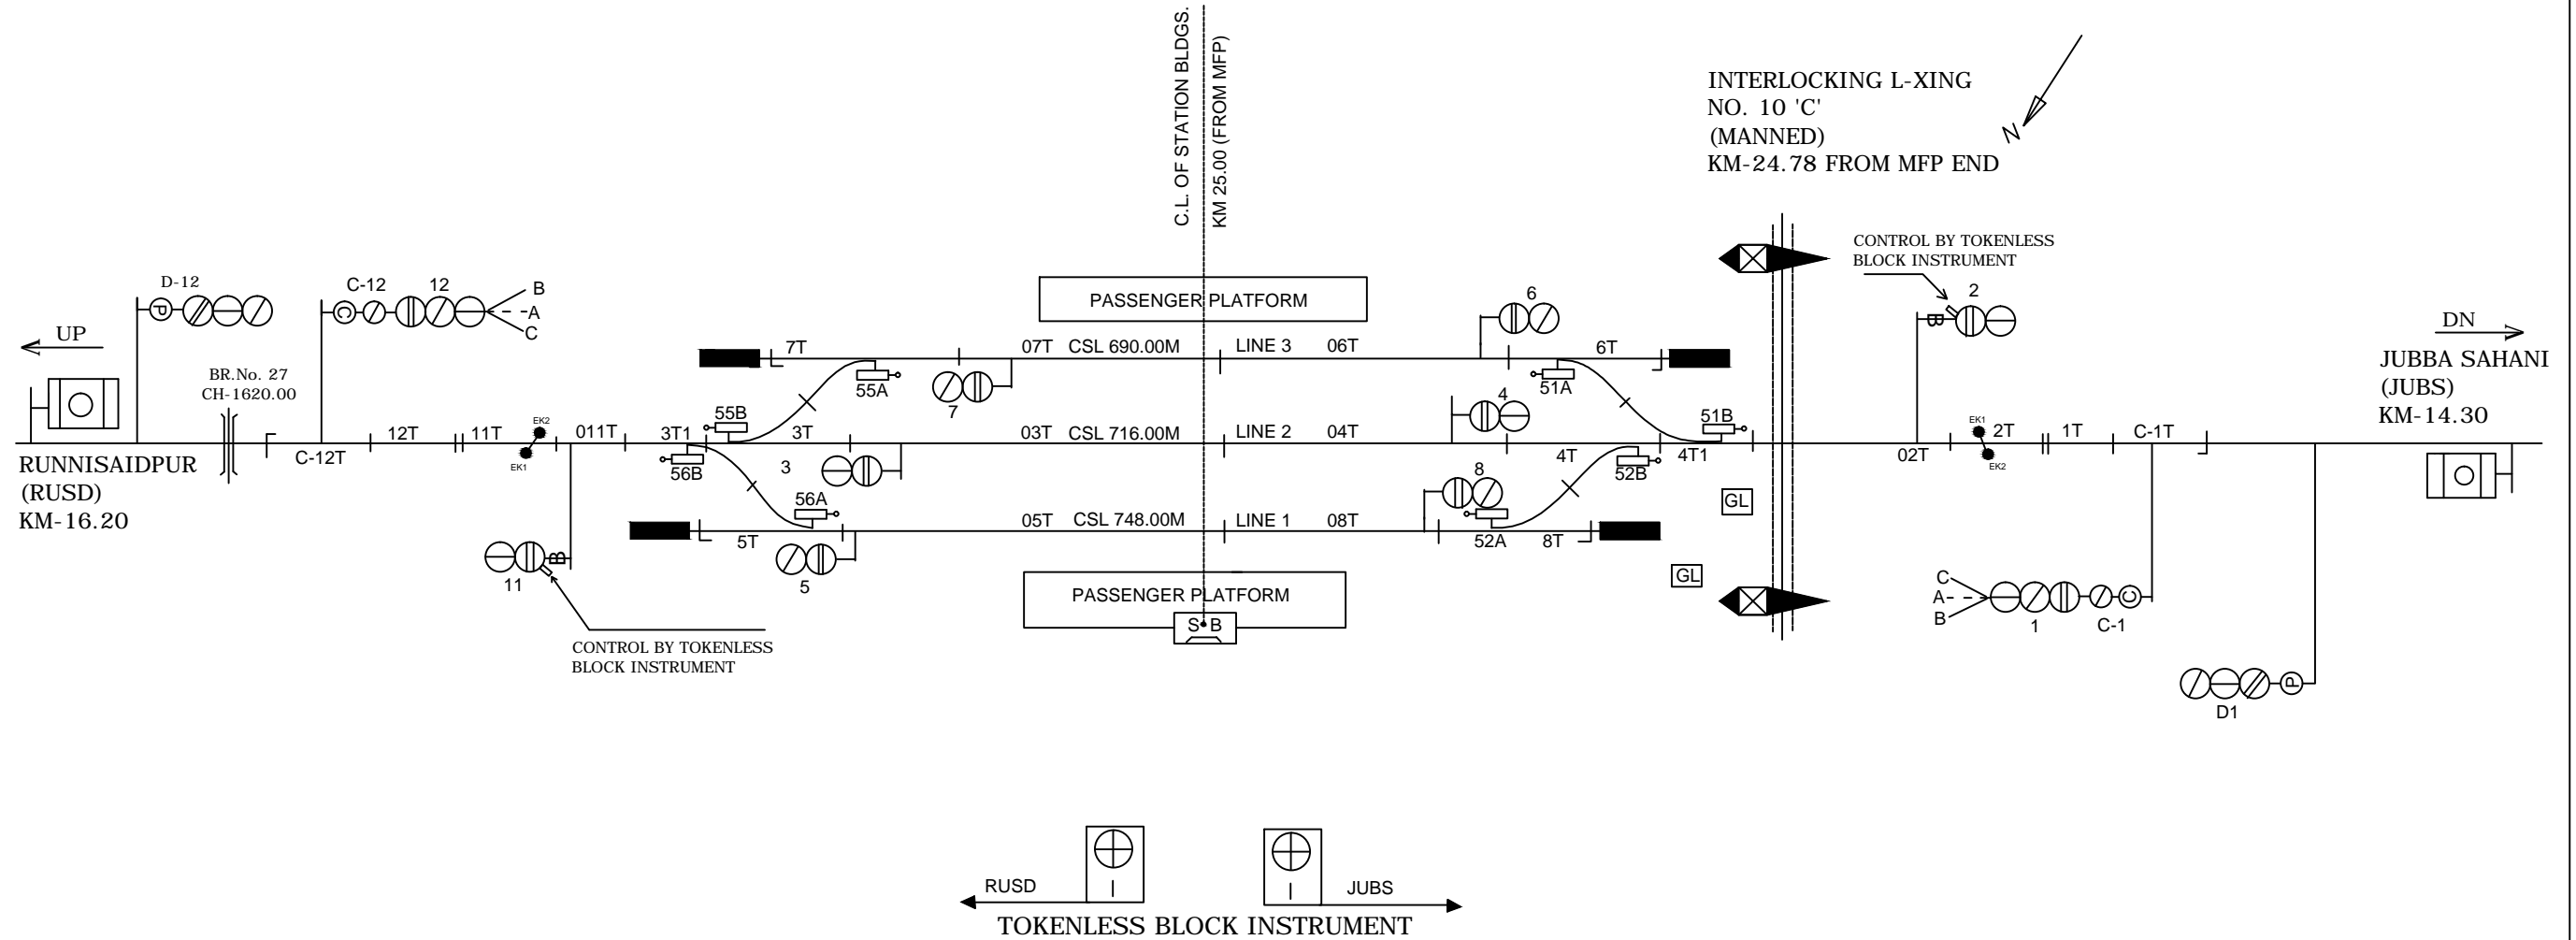 C.L. OF STATION BLDGS.
KM 25.00 (FROM MFP)
INTERLOCKING L-XING
NO. 10 'C'
(MANNED)
KM-24.78 FROM MFP END
N
CONTROL BY TOKENLESS
BLOCK INSTRUMENT
D-12
P
C-12
12
C
B
A
C
UP
BR.No. 27
CH-1620.00
PASSENGER PLATFORM
6
2
B
DN
JUBBA SAHANI
(JUBS)
KM-14.30
7T
07T
CSL 690.00M
LINE 3
06T
6T
55A
7
51A
4
55B
51B
C-12T
12T
11T
EK2
EK1
011T
3T1
3T
03T
CSL 716.00M
LINE 2
04T
4T
4T1
02T
EK1
EK2
2T
1T
C-1T
RUNNISAIDPUR
(RUSD)
KM-16.20
56B
3
52B
8
56A
GL
5T
05T
CSL 748.00M
LINE 1
08T
52A
8T
B
11
5
GL
PASSENGER PLATFORM
S B
C
A
B
1
C-1
C
CONTROL BY TOKENLESS
BLOCK INSTRUMENT
P
D1
RUSD
JUBS
TOKENLESS BLOCK INSTRUMENT